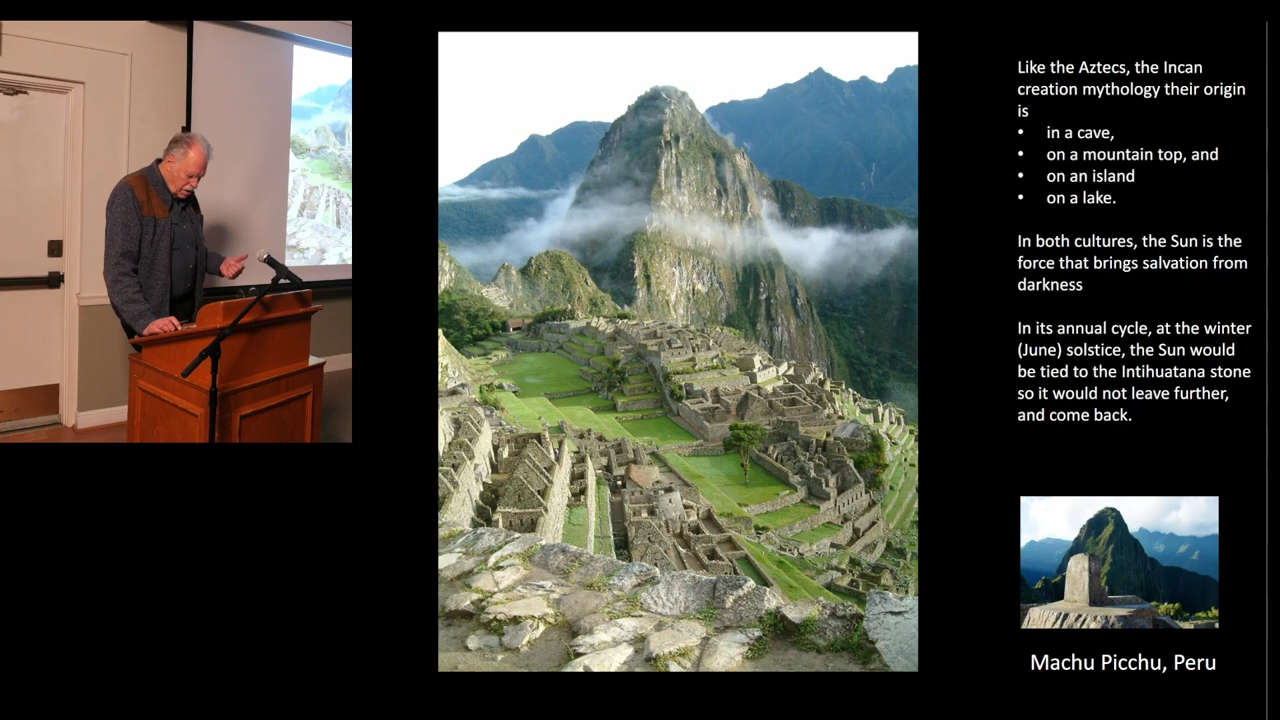 Like the Aztecs, the Incan
creation mythology their origin
is
• in a cave,
• on a mountain top, and
• on an island
• on a lake.
In both cultures, the Sun is the
force that brings salvation from
darkness
In its annual cycle, at the winter
(June) solstice, the Sun would
be tied to the Intihuatana stone
so it would not leave further,
and come back.
Machu Picchu, Peru